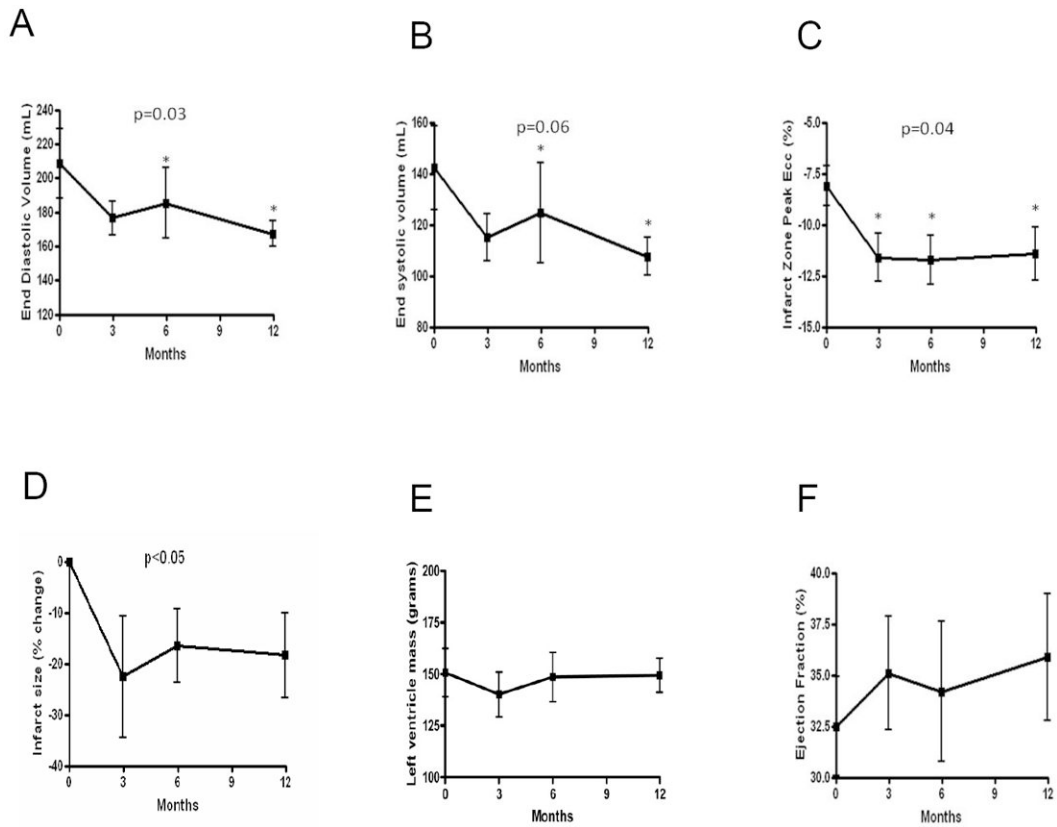 A
B
C
p=0.03
p=0.06
p=0.04
End Diastolic Volume (mL)
240
220
200
180
160
140
120
*
*
0 3 6 9 12
Months
End systolic volume (mL)
160
140
120
100
80
*
*
0 3 6 9 12
Months
Infarct Zone Peak Ecc (%)
-5.0
-7.5
-10.0
-12.5
-15.0
* * *
0 3 6 9 12
Months
D
E
F
p<0.05
Infarct size (% change)
0
-10
-20
-30
-40
0 3 6 9 12
Months
Left ventricle mass (grams)
200
175
150
125
100
0 3 6 9 12
Months
Ejection Fraction (%)
40.0
37.5
35.0
32.5
30.0
0 3 6 9 12
Months